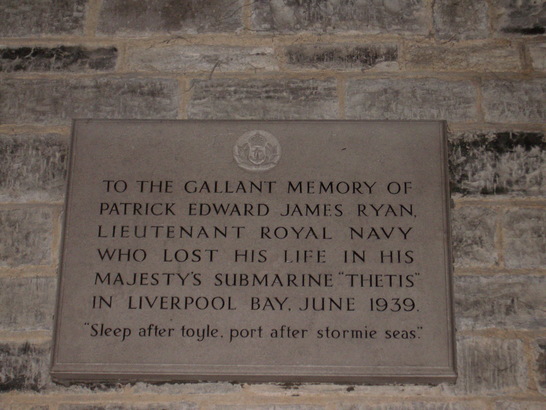 TO THE GALLANT MEMORY OF
PATRICK EDWARD JAMES RYAN,
LIEUTENANT ROYAL NAVY
WHO LOST HIS LIFE IN HIS
MAJESTY'S SUBMARINE "THETIS"
IN LIVERPOOL BAY, JUNE 1939.
"Sleep after toyle, port after stormie seas."